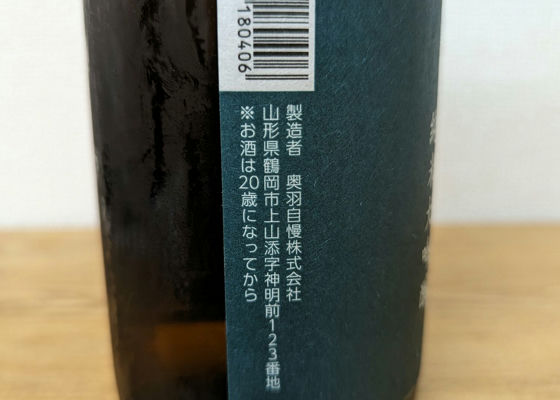 180406
製造者　奥羽自慢株式会社
山形県鶴岡市上山添字神明前123番地
※お酒は20歳になってから